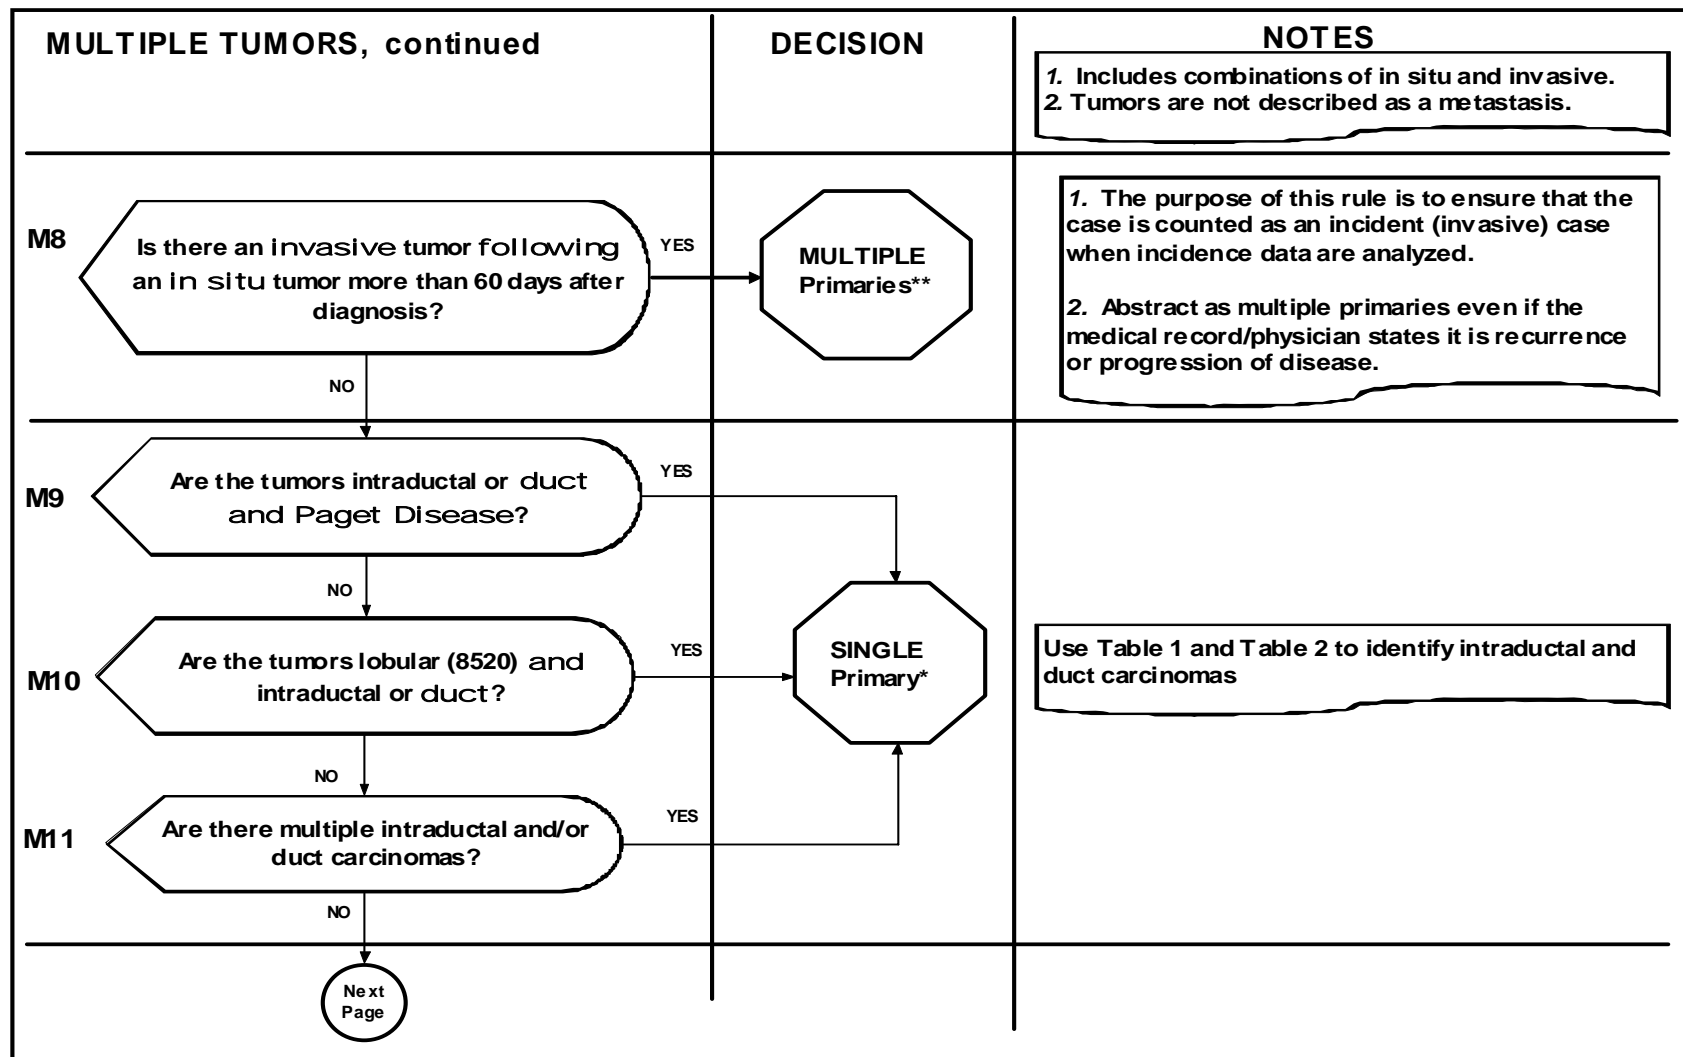 MULTIPLE TUMORS, continued
DECISION
NOTES
1. Includes combinations of in situ and invasive.
2. Tumors are not described as a metastasis.
M8
Is there an invasive tumor following
an in situ tumor more than 60 days after
diagnosis?
YES
MULTIPLE
Primaries**
1. The purpose of this rule is to ensure that the
case is counted as an incident (invasive) case
when incidence data are analyzed.
2. Abstract as multiple primaries even if the
medical record/physician states it is recurrence
or progression of disease.
NO
M9
Are the tumors intraductal or duct
and Paget Disease?
YES
NO
M10
Are the tumors lobular (8520) and
intraductal or duct?
YES
SINGLE
Primary*
Use Table 1 and Table 2 to identify intraductal and
duct carcinomas
NO
M11
Are there multiple intraductal and/or
duct carcinomas?
YES
NO
Next
Page